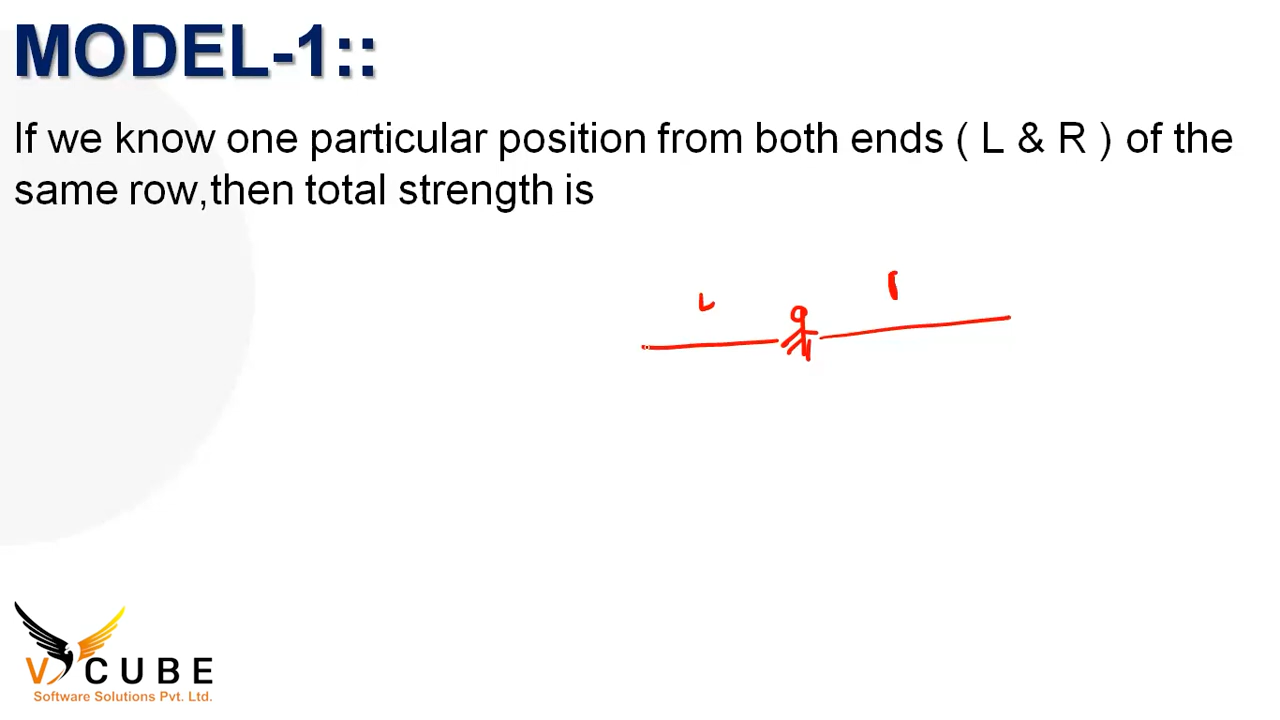 MODEL-1::
If we know one particular position from both ends ( L & R ) of the
same row,then total strength is
L
V CUBE
Software Solutions Pvt. Ltd.